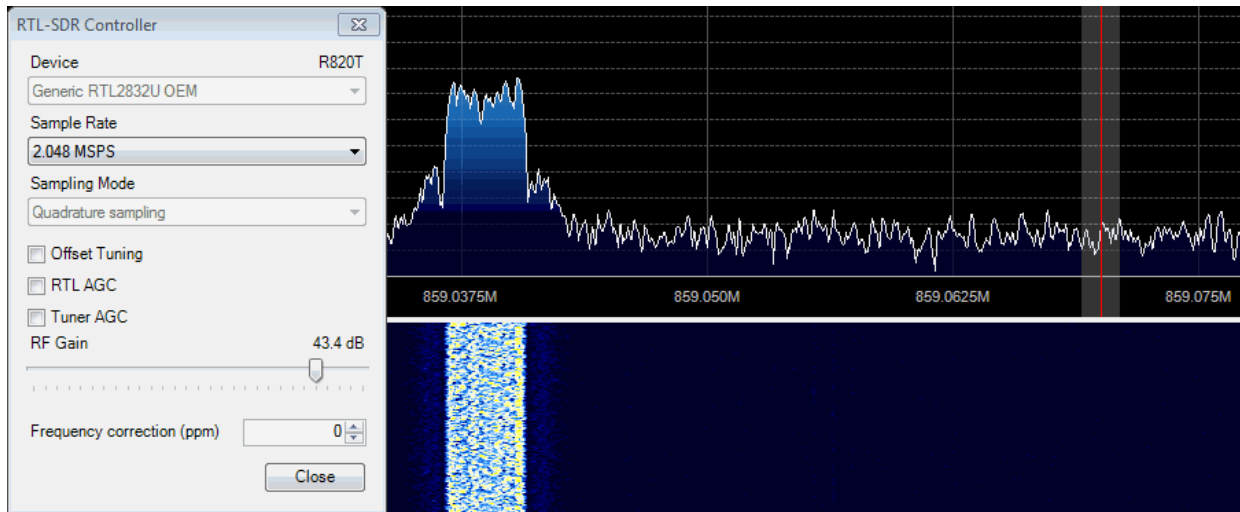 RTL-SDR Controller
Device R820T
Generic RTL2832U OEM
Sample Rate
2.048 MSPS
Sampling Mode
Quadrature sampling
Offset Tuning
RTL AGC
Tuner AGC
RF Gain 43.4 dB
Frequency correction (ppm) 0
Close
859.0375M 859.050M 859.0625M 859.075M